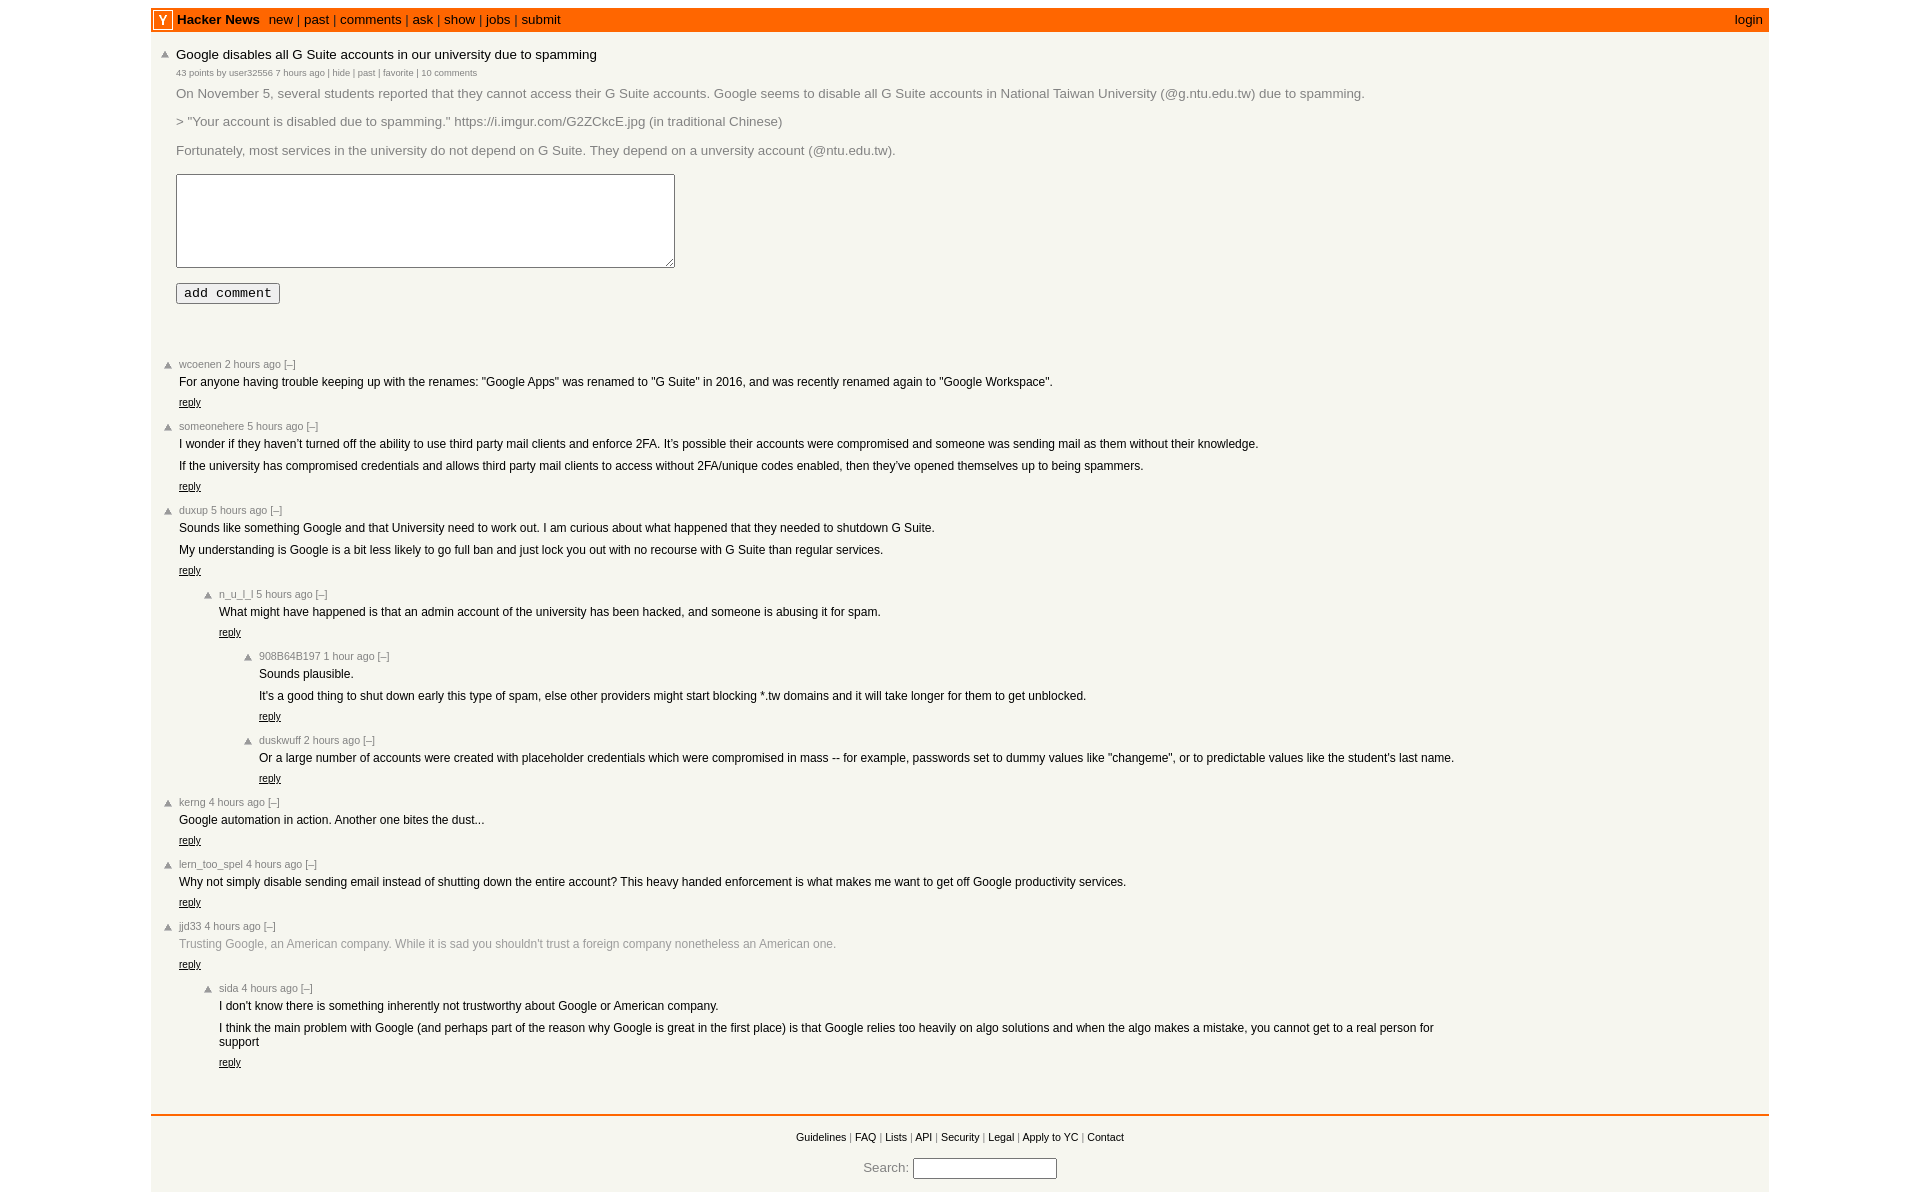 Y Hacker News new | past | comments | ask | show | jobs | submit login
Google disables all G Suite accounts in our university due to spamming
43 points by user32556 7 hours ago | hide | past | favorite | 10 comments
On November 5, several students reported that they cannot access their G Suite accounts. Google seems to disable all G Suite accounts in National Taiwan University (@g.ntu.edu.tw) due to spamming.
> "Your account is disabled due to spamming." https://i.imgur.com/G2ZCkcE.jpg (in traditional Chinese)
Fortunately, most services in the university do not depend on G Suite. They depend on a unversity account (@ntu.edu.tw).
add comment
wcoenen 2 hours ago [–]
For anyone having trouble keeping up with the renames: "Google Apps" was renamed to "G Suite" in 2016, and was recently renamed again to "Google Workspace".
reply
someonehere 5 hours ago [–]
I wonder if they haven’t turned off the ability to use third party mail clients and enforce 2FA. It’s possible their accounts were compromised and someone was sending mail as them without their knowledge.
If the university has compromised credentials and allows third party mail clients to access without 2FA/unique codes enabled, then they’ve opened themselves up to being spammers.
reply
duxup 5 hours ago [–]
Sounds like something Google and that University need to work out. I am curious about what happened that they needed to shutdown G Suite.
My understanding is Google is a bit less likely to go full ban and just lock you out with no recourse with G Suite than regular services.
reply
n_u_l_l 5 hours ago [–]
What might have happened is that an admin account of the university has been hacked, and someone is abusing it for spam.
reply
908B64B197 1 hour ago [–]
Sounds plausible.
It's a good thing to shut down early this type of spam, else other providers might start blocking *.tw domains and it will take longer for them to get unblocked.
reply
duskwuff 2 hours ago [–]
Or a large number of accounts were created with placeholder credentials which were compromised in mass -- for example, passwords set to dummy values like "changeme", or to predictable values like the student's last name.
reply
kerng 4 hours ago [–]
Google automation in action. Another one bites the dust...
reply
lern_too_spel 4 hours ago [–]
Why not simply disable sending email instead of shutting down the entire account? This heavy handed enforcement is what makes me want to get off Google productivity services.
reply
jjd33 4 hours ago [–]
Trusting Google, an American company. While it is sad you shouldn't trust a foreign company nonetheless an American one.
reply
sida 4 hours ago [–]
I don't know there is something inherently not trustworthy about Google or American company.
I think the main problem with Google (and perhaps part of the reason why Google is great in the first place) is that Google relies too heavily on algo solutions and when the algo makes a mistake, you cannot get to a real person for
support
reply
Guidelines | FAQ | Lists | API | Security | Legal | Apply to YC | Contact
Search: